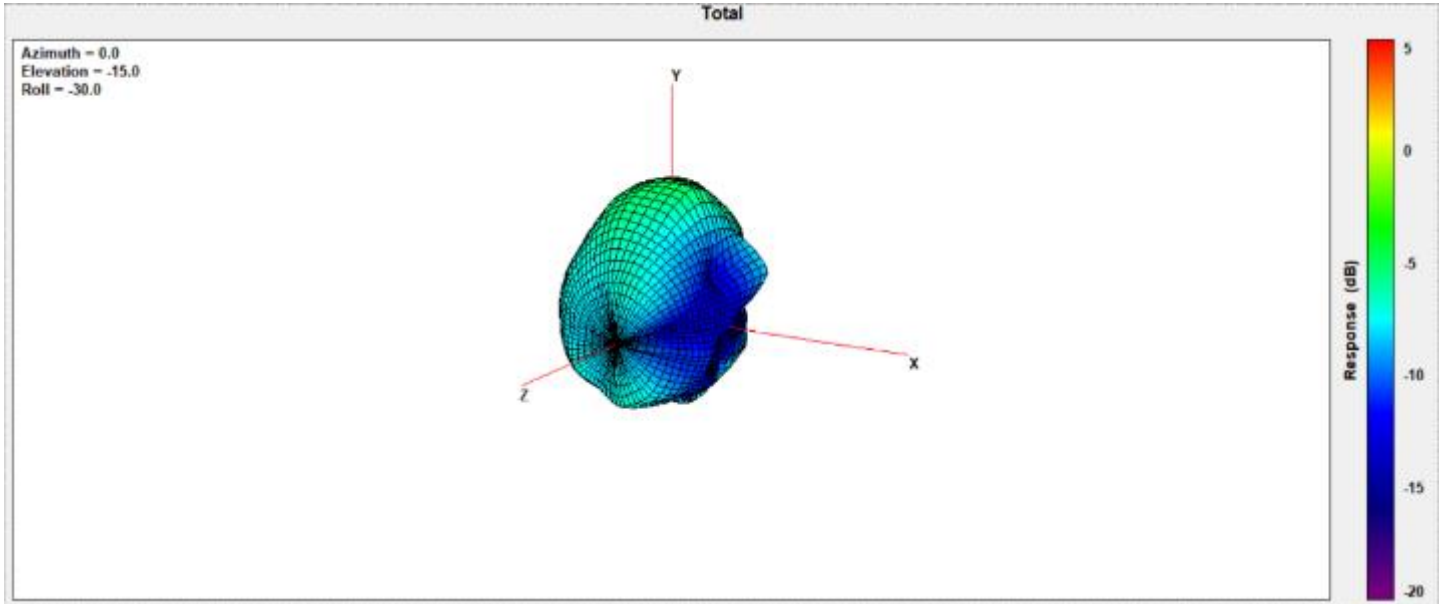 Total
Azimuth = 0.0
Elevation = -15.0
Roll = -30.0
Y
X
Z
5
0
-5
-10
-15
-20
Response (dB)